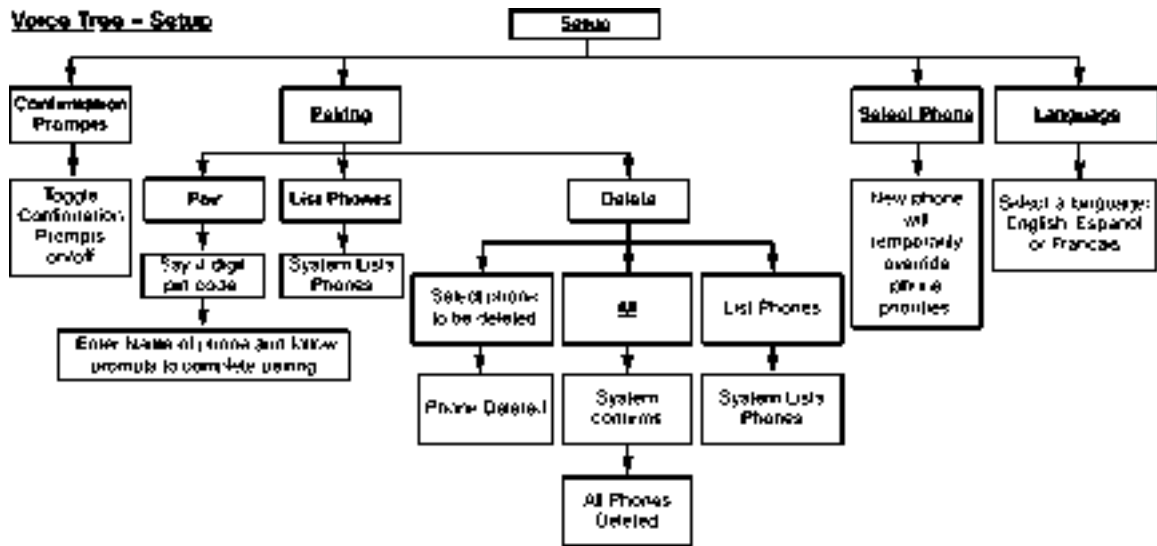 Voice Tree – Setup
Setup
Confirmation
Prompts
Pairing
Select Phone
Language
Toggle
Confirmation
Prompts
on/off
Pair
List Phones
Delete
New phone
will
temporarily
override
phone
priorities
Select a language:
English, Espanol
or Francais
Say 4 digit
pin code
System Lists
Phones
Select phone
to be deleted
All
List Phones
Enter Name of phone and follow
prompts to complete pairing
Phone Deleted
System
confirms
System Lists
Phones
All Phones
Deleted